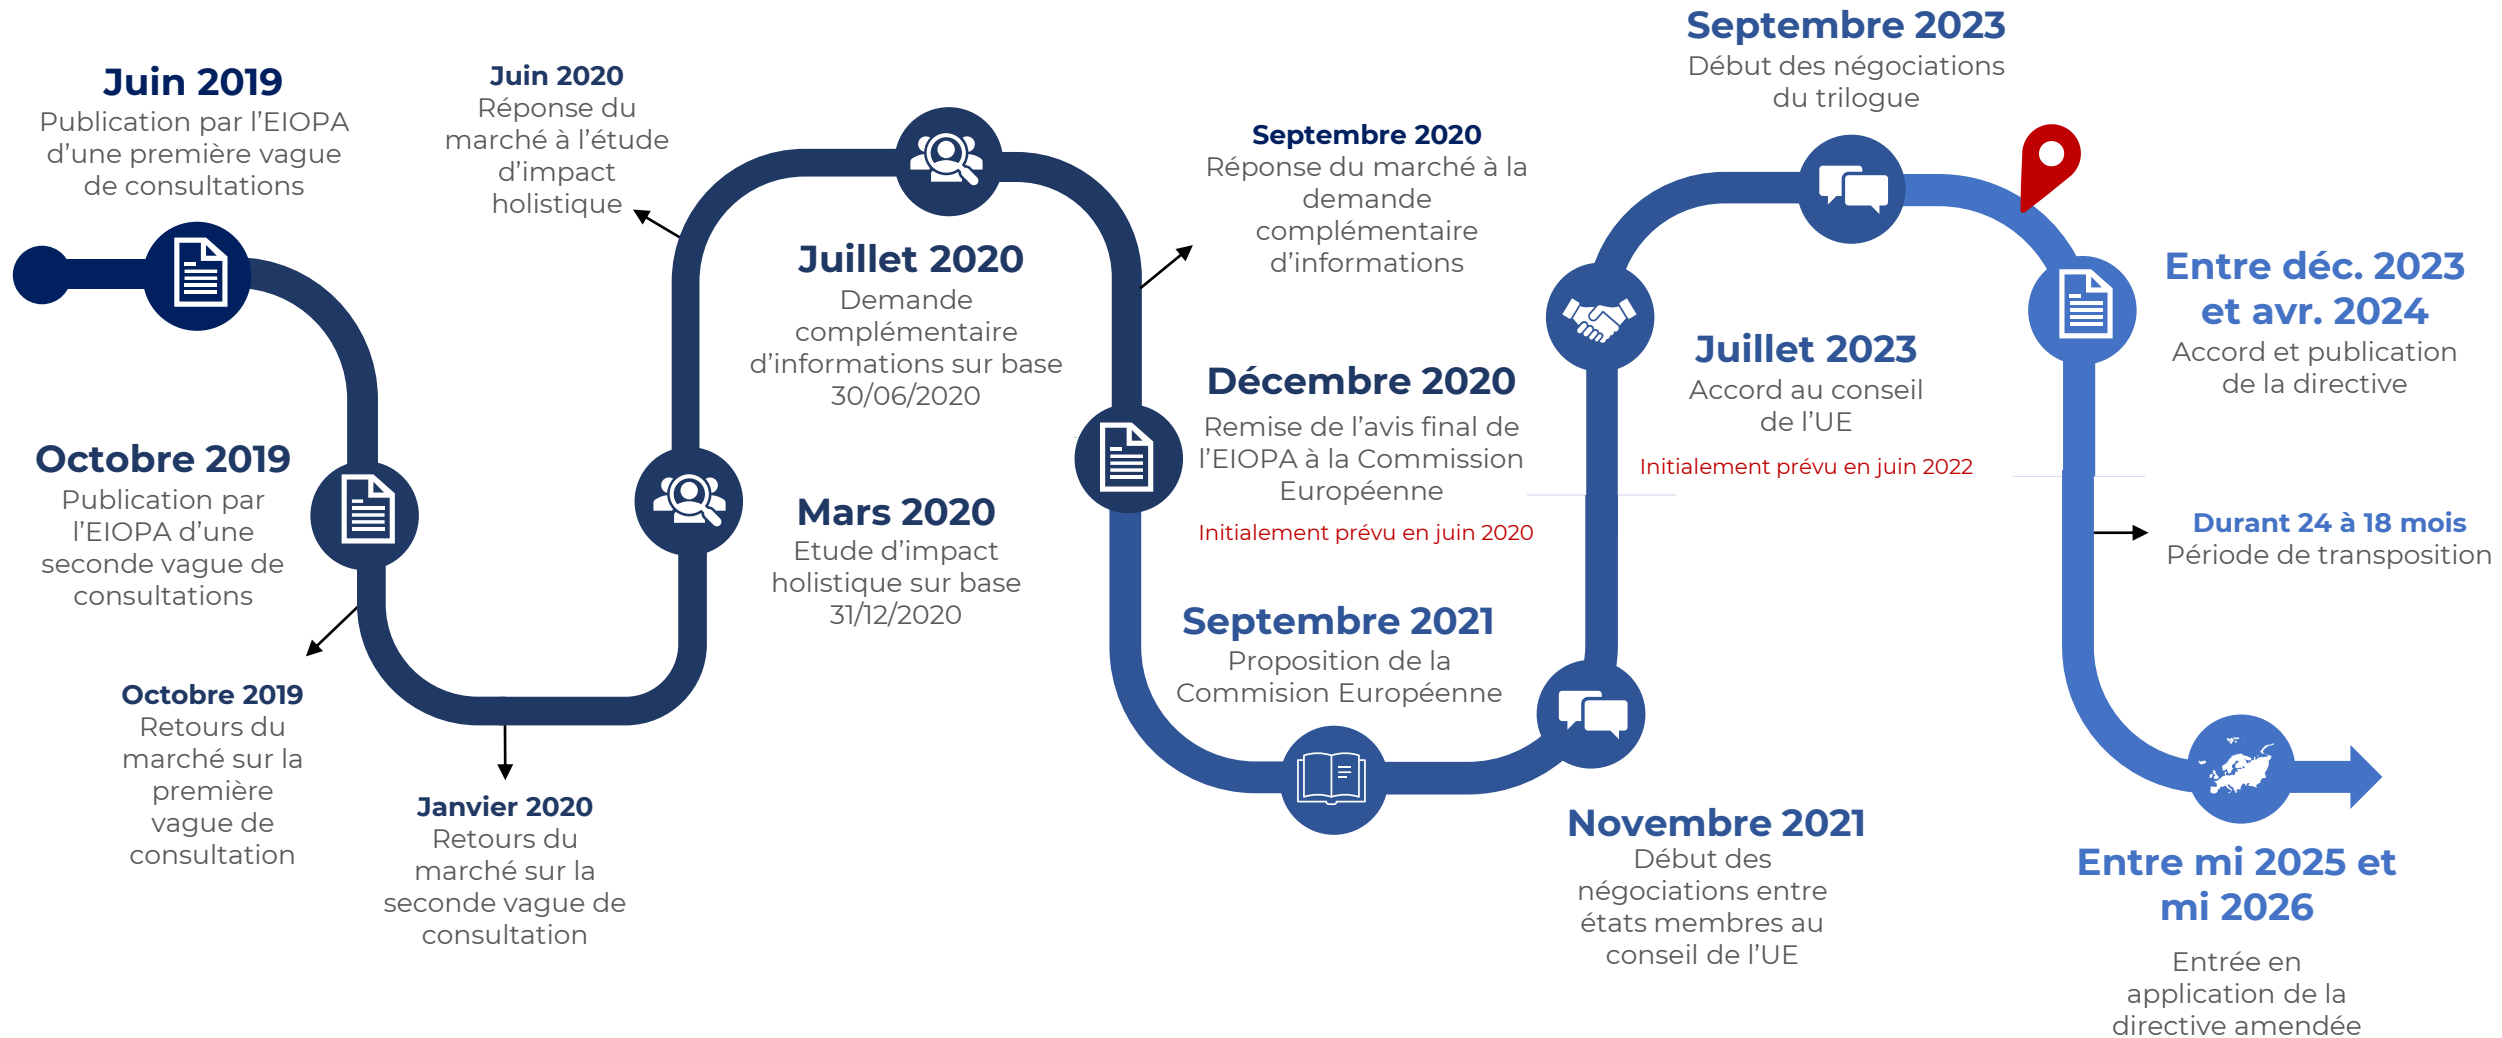 Juin 2019
Publication par l’EIOPA
d’une première vague
de consultations
Octobre 2019
Publication par
l’EIOPA d’une
seconde vague de
consultations
Octobre 2019
Retours du
marché sur la
première
vague de
consultation
Janvier 2020
Retours du
marché sur la
seconde vague de
consultation
Mars 2020
Etude d’impact
holistique sur base
31/12/2020
Juin 2020
Réponse du
marché à l’étude
d’impact
holistique
Juillet 2020
Demande
complémentaire
d’informations sur base
30/06/2020
Septembre 2020
Réponse du marché à la
demande
complémentaire
d’informations
Décembre 2020
Remise de l’avis final de
l’EIOPA à la Commission
Européenne
Initialement prévu en juin 2020
Septembre 2021
Proposition de la
Commision Européenne
Novembre 2021
Début des
négociations entre
états membres au
conseil de l’UE
Juillet 2023
Accord au conseil
de l’UE
Initialement prévu en juin 2022
Septembre 2023
Début des négociations
du trilogue
Entre déc. 2023
et avr. 2024
Accord et publication
de la directive
Durant 24 à 18 mois
Période de transposition
Entre mi 2025 et
mi 2026
Entrée en
application de la
directive amendée